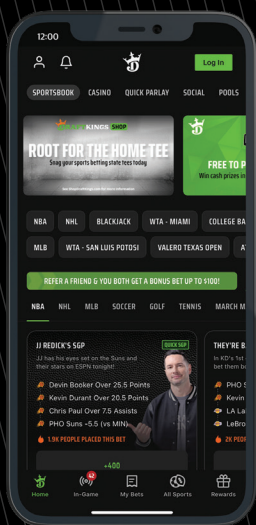 12:00
Log In
SPORTSBOOK CASINO QUICK PARLAY SOCIAL POOLS
KINGS SHOP
ROOT FOR THE HOME TEE
Snag your sports betting state tees today
FREE TO P
Win cash prizes in
NBA NHL BLACKJACK WTA - MIAMI COLLEGE BA
MLB WTA - SAN LUIS POTOSI VALERO TEXAS OPEN
REFER A FRIEND & YOU BOTH GET A BONUS BET UP TO $100!
NBA NHL MLB SOCCER GOLF TENNIS MARCH M
JJ REDICK'S SGP
QUICK SGP
JJ has his eyes set on the Suns and
their stars on ESPN tonight!
Devin Booker Over 25.5 Points
Kevin Durant Over 20.5 Points
Chris Paul Over 7.5 Assists
PHO Suns -5.5 (vs MIN)
1.9K PEOPLE PLACED THIS BET
+400
THEY'RE B
In KD's 1st
bet them b
PHO S
Kevin
LA La
LeBro
2K PEOP
42
Home In-Game My Bets All Sports Rewards